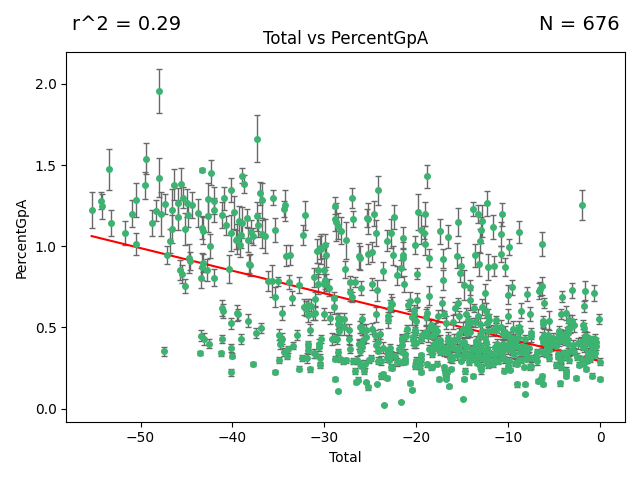 r^2 = 0.29
N = 676
Total vs PercentGpA
PercentGpA
2.0
1.5
1.0
0.5
0.0
−50
−40
−30
−20
−10
0
Total